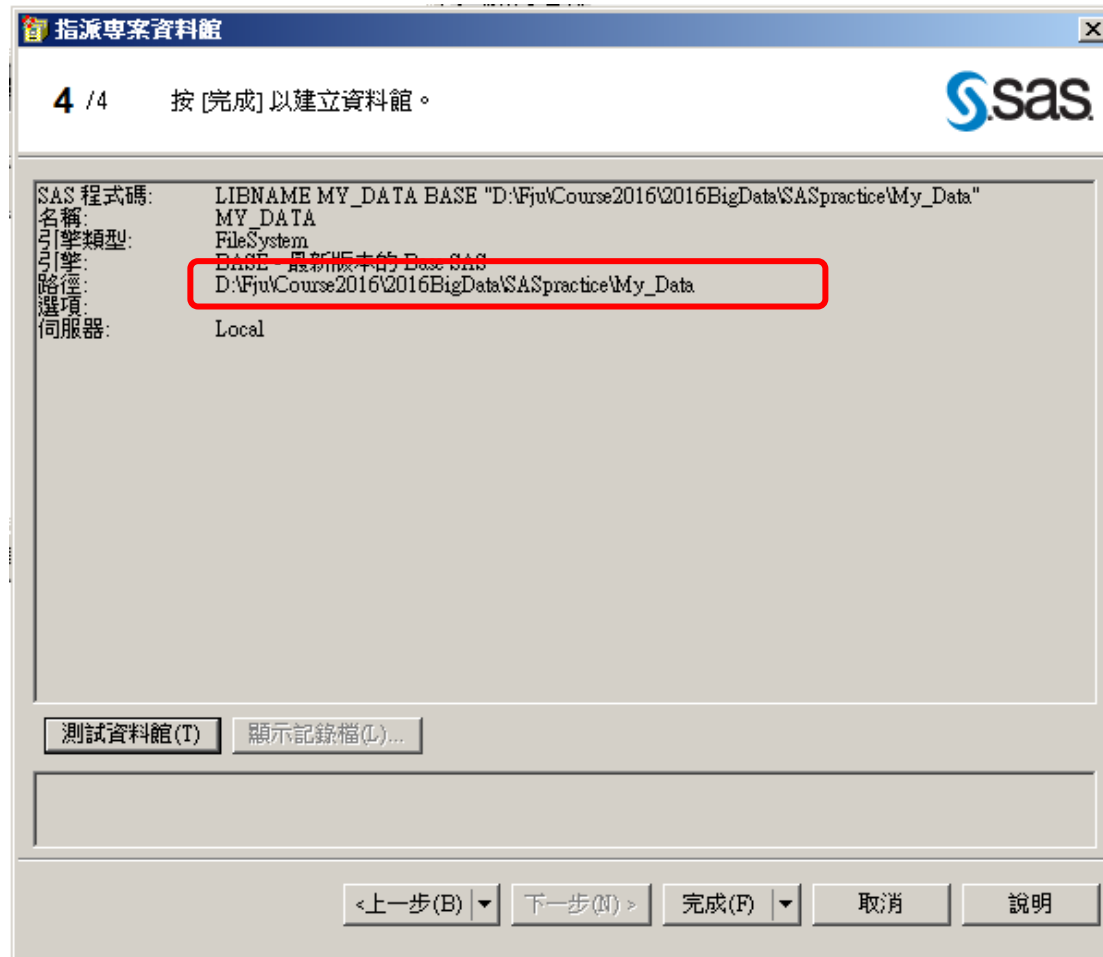 指派專案資料館
4 /4 按 [完成] 以建立資料館。
sas
SAS 程式碼: LIBNAME MY_DATA BASE "D:\Fju\Course2016\2016BigData\SASpractice\My_Data"
名稱: MY_DATA
引擎類型: FileSystem
引擎: BASE - 最新版本的 Base SAS
路徑: D:\Fju\Course2016\2016BigData\SASpractice\My_Data
選項:
伺服器: Local
測試資料館(T) 顯示記錄檔(L)...
<上一步(B) 下一步(N) > 完成(F) 取消 說明